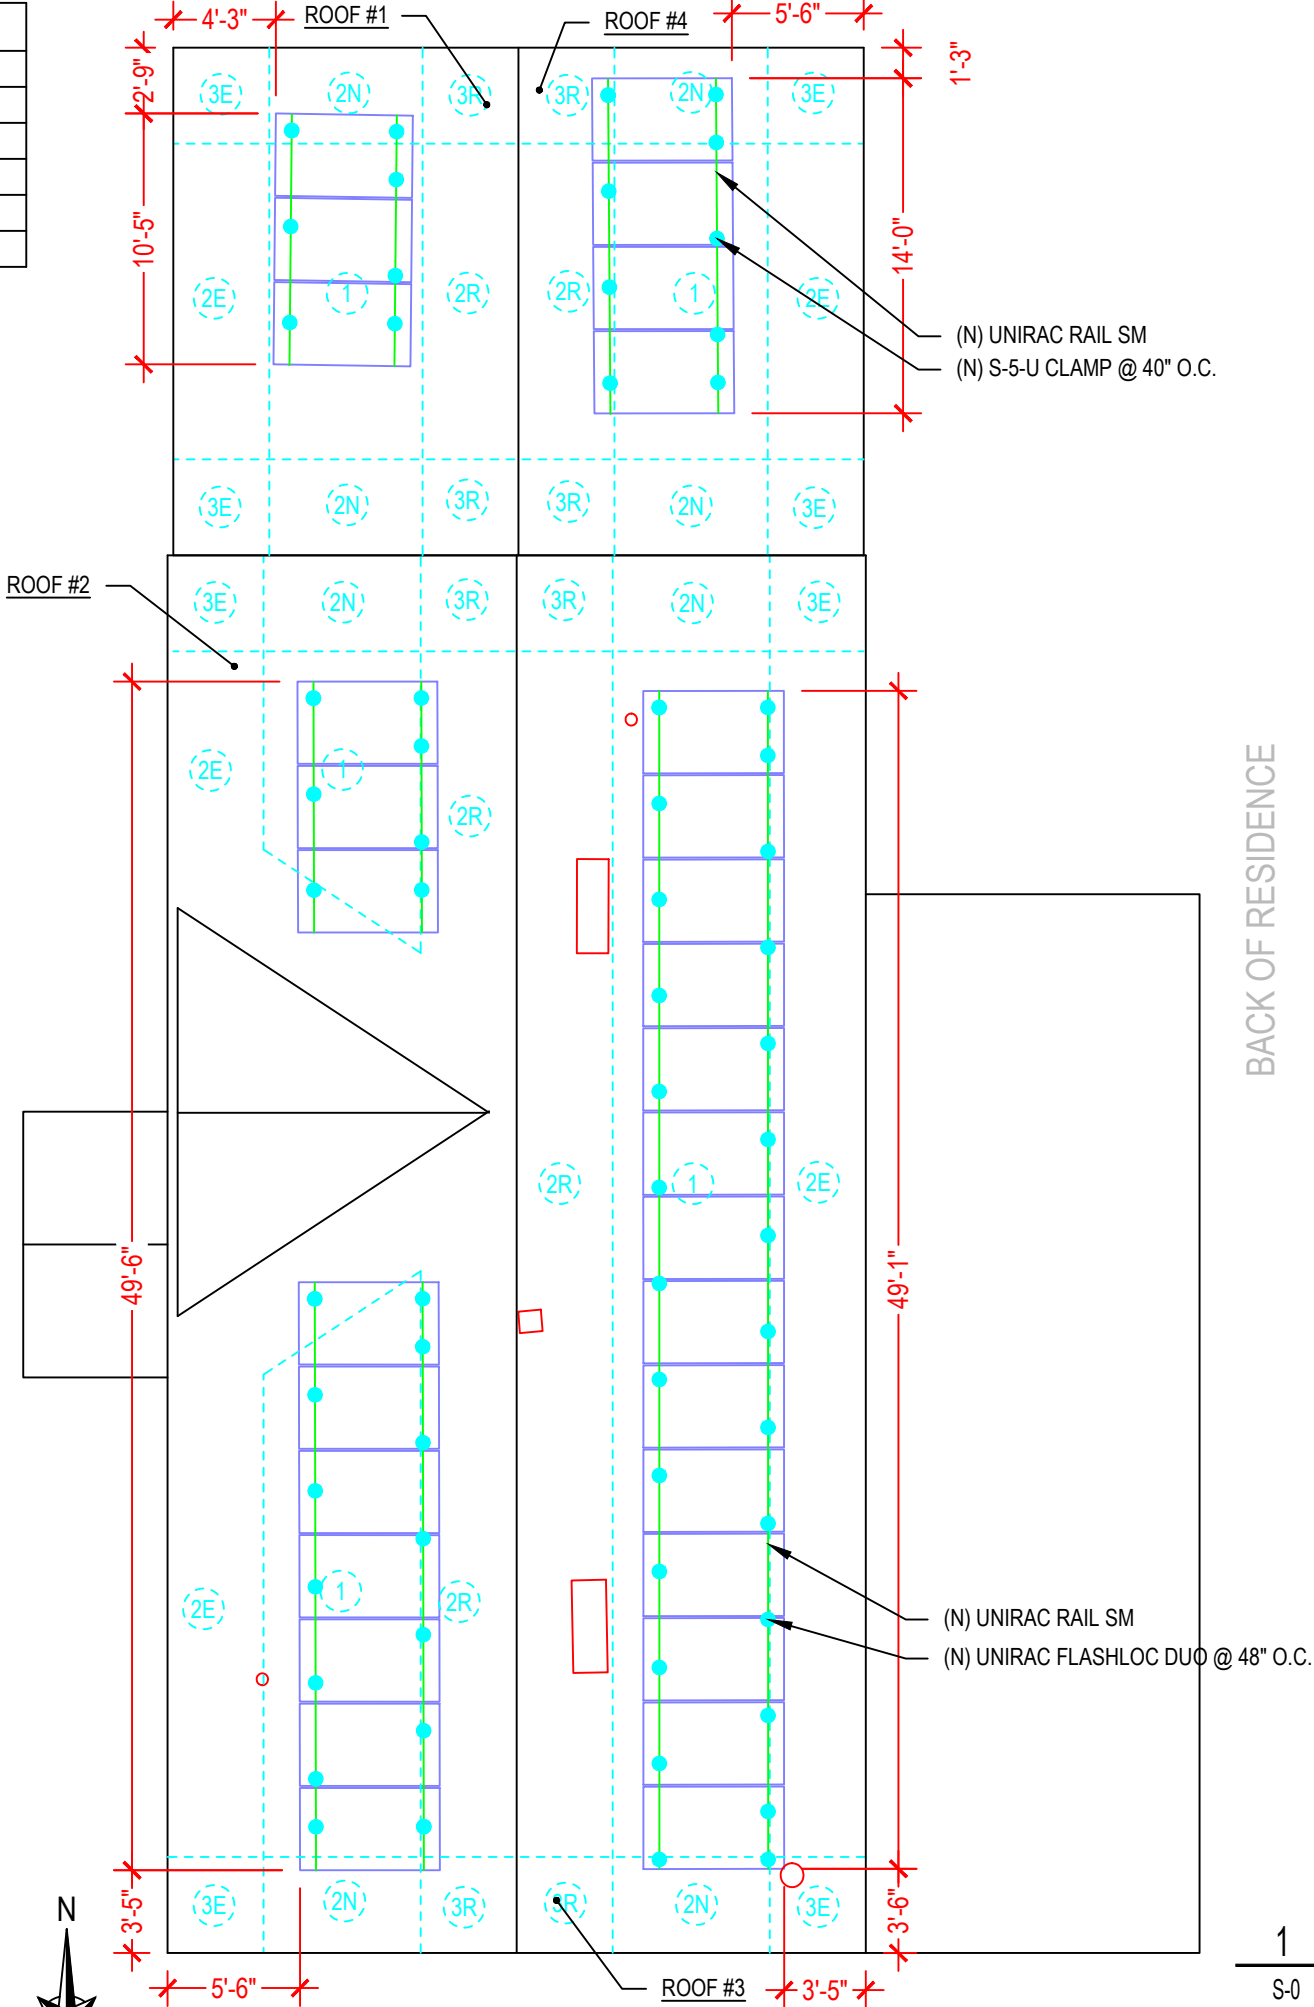 4'-3"
ROOF #1
ROOF #4
5'-6"
2'-9"
1'-3"
3E
2N
3R
3R
2N
3E
10'-5"
14'-0"
2E
1
2R
2R
1
2E
(N) UNIRAC RAIL SM
(N) S-5-U CLAMP @ 40" O.C.
3E
2N
3R
3R
2N
3E
ROOF #2
3E
2N
3R
3R
2N
3E
2E
1
2R
BACK OF RESIDENCE
2R
1
2E
49'-6"
49'-1"
2E
1
2R
(N) UNIRAC RAIL SM
(N) UNIRAC FLASHLOC DUO @ 48" O.C.
3E
2N
3R
3R
2N
3E
3'-5"
3'-6"
N
5'-6"
ROOF #3
3'-5"
1
S-0